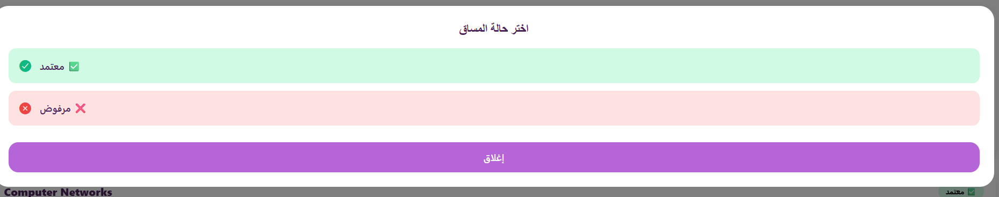 اختر حالة المساق
✅ معتمد
❌ مرفوض
إغلاق
Computer Networks
✅ معتمد